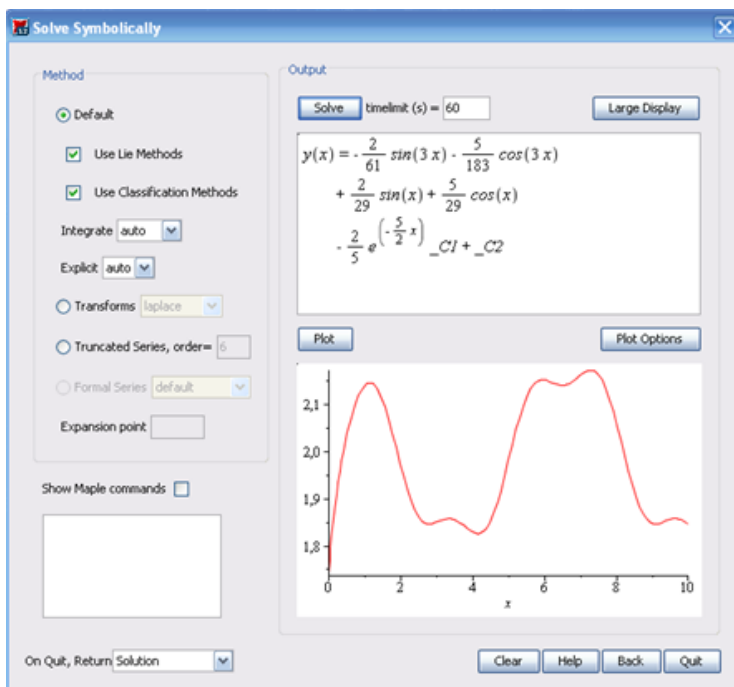 Solve Symbolically
Method
Default
Use Lie Methods
Use Classification Methods
Integrate auto
Explicit auto
Transforms laplace
Truncated Series, order= 6
Formal Series default
Expansion point
Show Maple commands
On Quit, Return Solution
Output
Solve timelimit (s) = 60 Large Display
y(x) = - 2/61 sin(3 x) - 5/183 cos(3 x)
+ 2/29 sin(x) + 5/29 cos(x)
- 2/5 e^(-5/2 x) _C1 + _C2
Plot Plot Options
2,1
2,0
1,9
1,8
0 2 4 6 8 10
x
Clear Help Back Quit